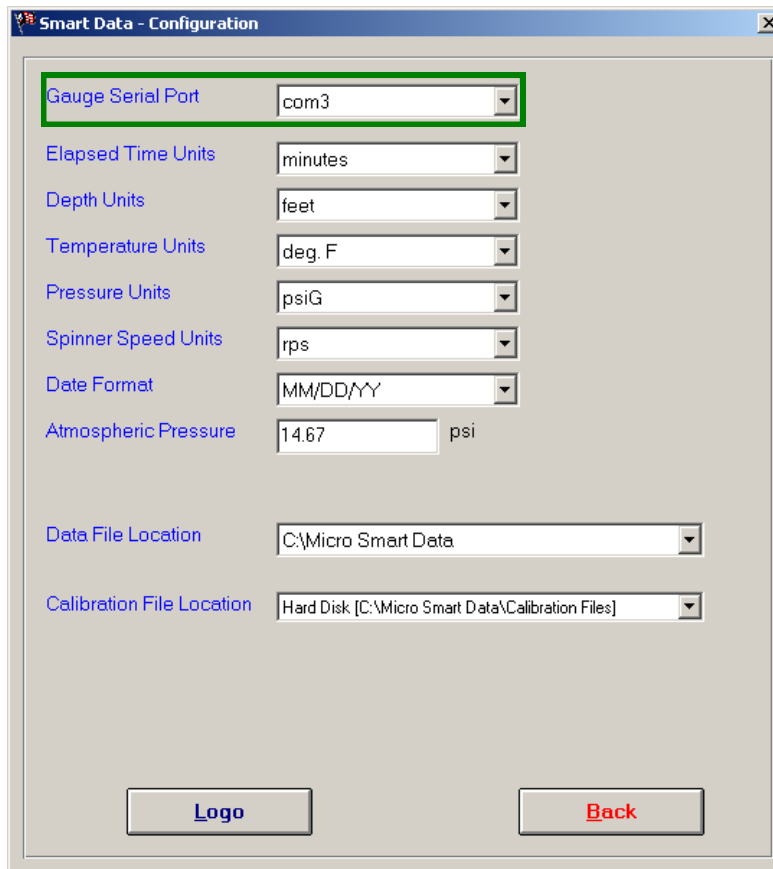 Smart Data - Configuration
Gauge Serial Port com3
Elapsed Time Units minutes
Depth Units feet
Temperature Units deg. F
Pressure Units psiG
Spinner Speed Units rps
Date Format MM/DD/YY
Atmospheric Pressure 14.67 psi
Data File Location C:\Micro Smart Data
Calibration File Location Hard Disk [C:\Micro Smart Data\Calibration Files]
Logo Back